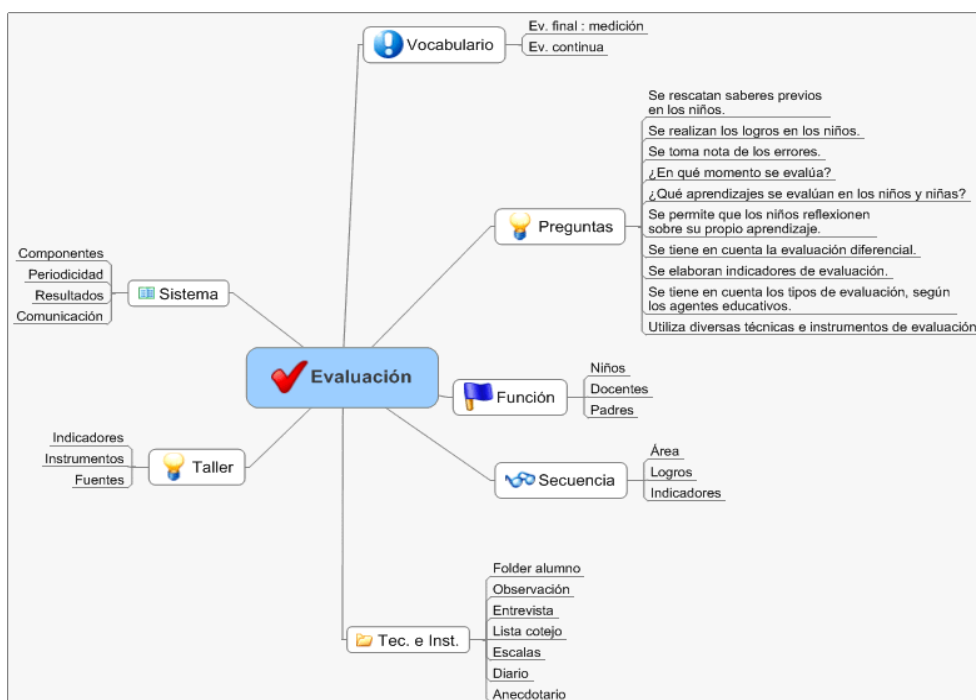 Vocabulario
Ev. final : medición
Ev. continua
Preguntas
Se rescatan saberes previos
en los niños.
Se realizan los logros en los niños.
Se toma nota de los errores.
¿En qué momento se evalúa?
¿Qué aprendizajes se evalúan en los niños y niñas?
Se permite que los niños reflexionen
sobre su propio aprendizaje.
Se tiene en cuenta la evaluación diferencial.
Se elaboran indicadores de evaluación.
Se tiene en cuenta los tipos de evaluación, según
los agentes educativos.
Utiliza diversas técnicas e instrumentos de evaluación
Componentes
Periodicidad
Resultados
Comunicación
Sistema
Evaluación
Función
Niños
Docentes
Padres
Indicadores
Instrumentos
Fuentes
Taller
Secuencia
Área
Logros
Indicadores
Tec. e Inst.
Folder alumno
Observación
Entrevista
Lista cotejo
Escalas
Diario
Anecdotario